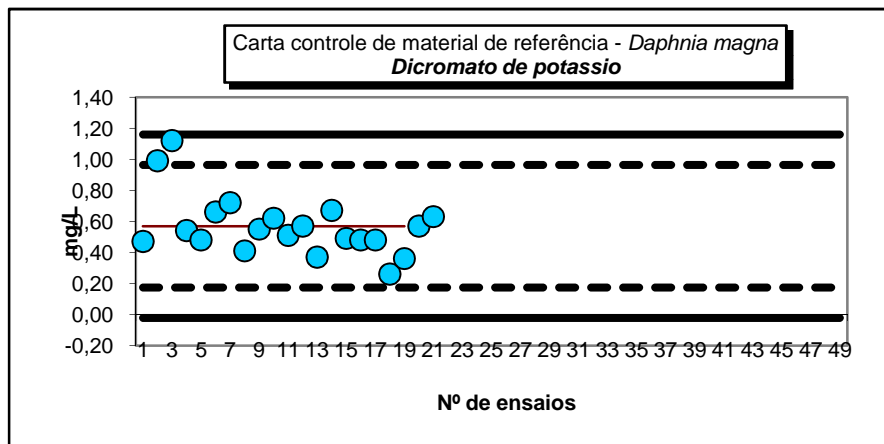 Carta controle de material de referência - Daphnia magna
Dicromato de potassio
1,40
1,20
1,00
0,80
0,60
0,40
0,20
0,00
-0,20
mg/L
1 3 5 7 9 11 13 15 17 19 21 23 25 27 29 31 33 35 37 39 41 43 45 47 49
Nº de ensaios